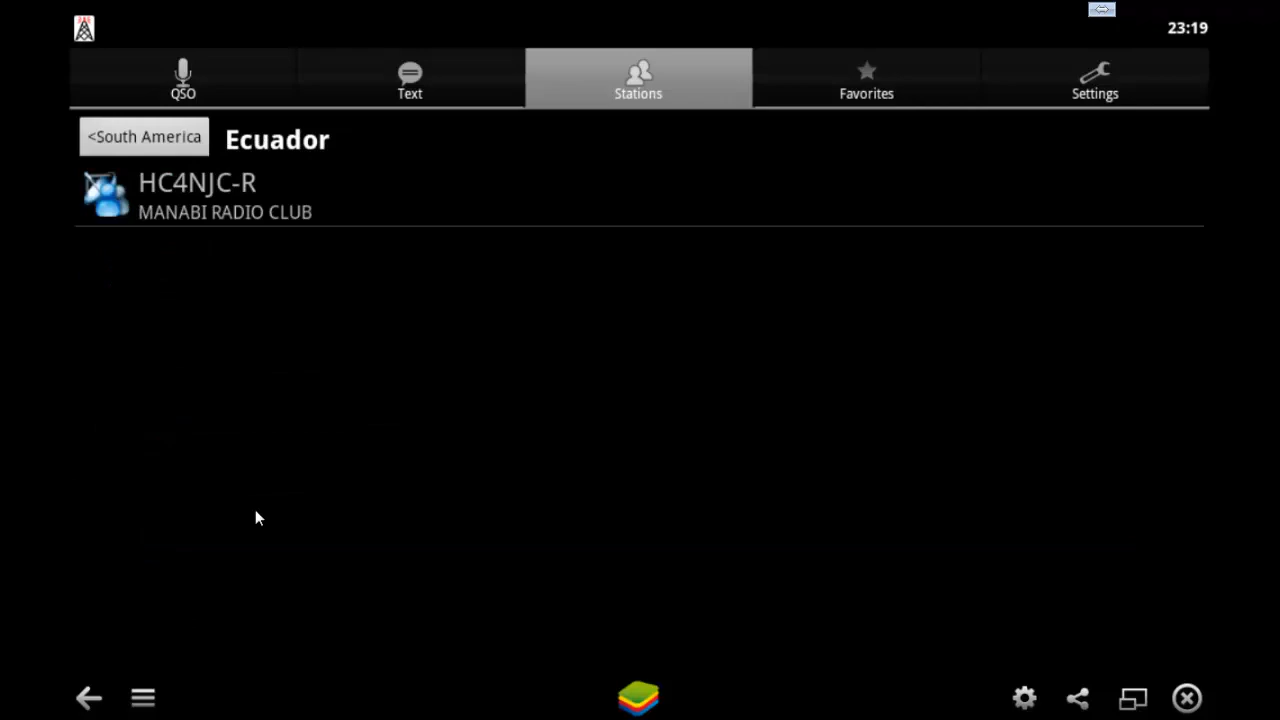 23:19
QSO
Text
Stations
Favorites
Settings
<South America
Ecuador
HC4NJC-R
MANABI RADIO CLUB